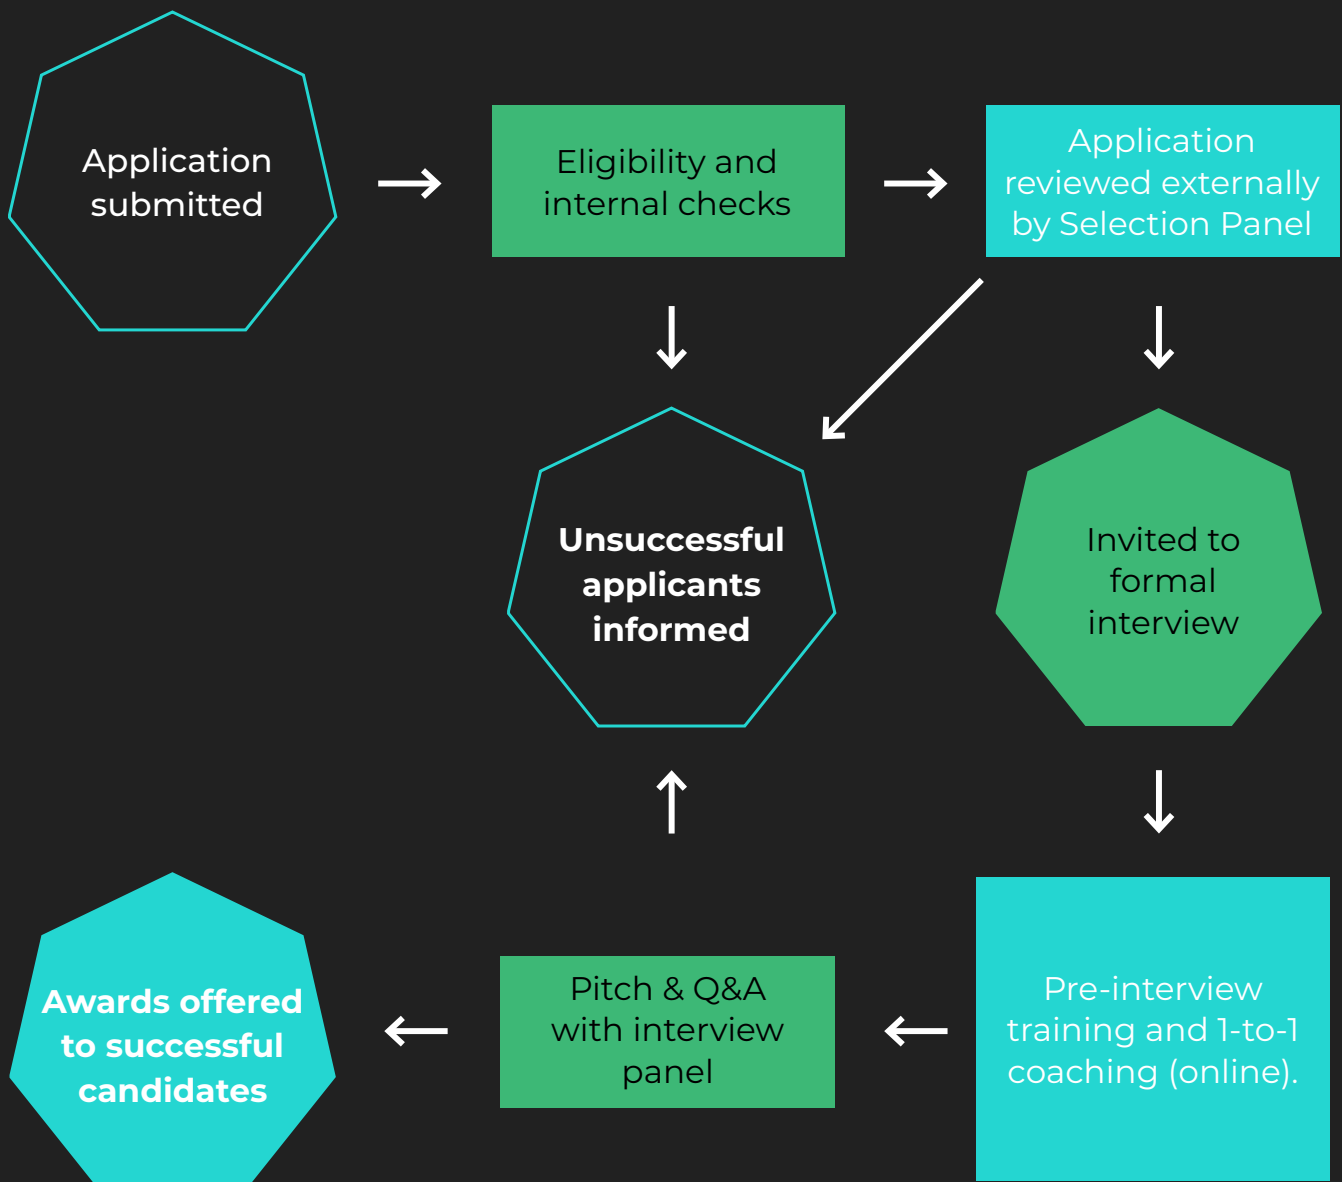 Application
submitted
Eligibility and
internal checks
Application
reviewed externally
by Selection Panel
Unsuccessful
applicants
informed
Invited to
formal
interview
Awards offered
to successful
candidates
Pitch & Q&A
with interview
panel
Pre-interview
training and 1-to-1
coaching (online).